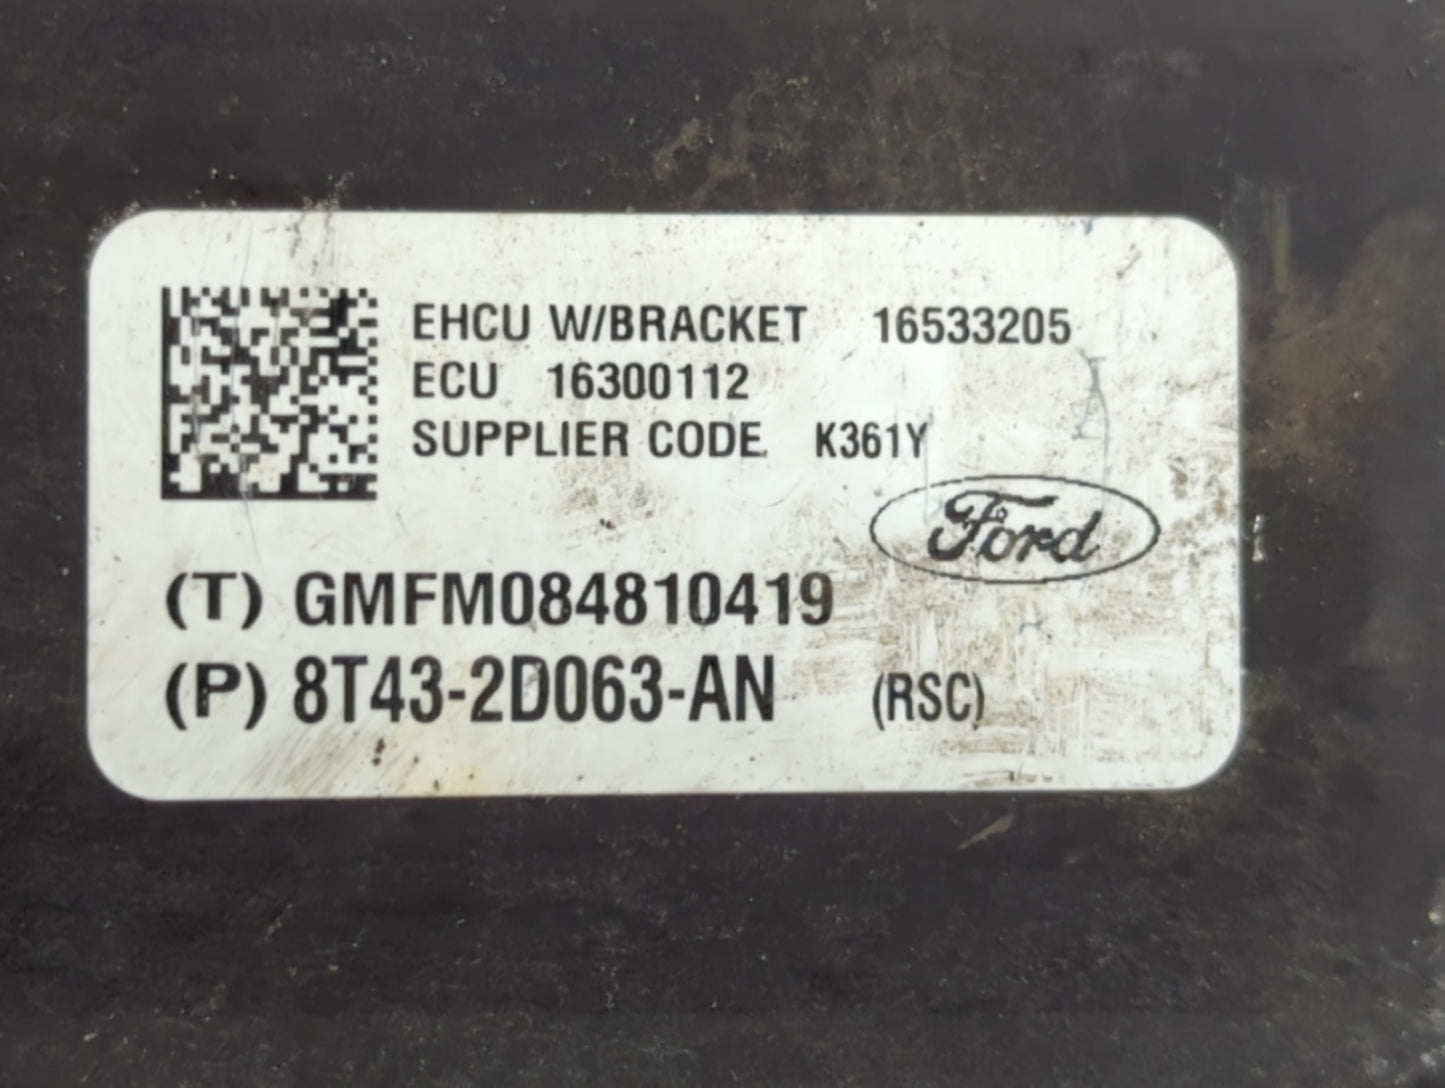 EHCU W/BRACKET 16533205
ECU 16300112
SUPPLIER CODE K361Y
Ford
(T) GMFM084810419
(P) 8T43-2D063-AN (RSC)